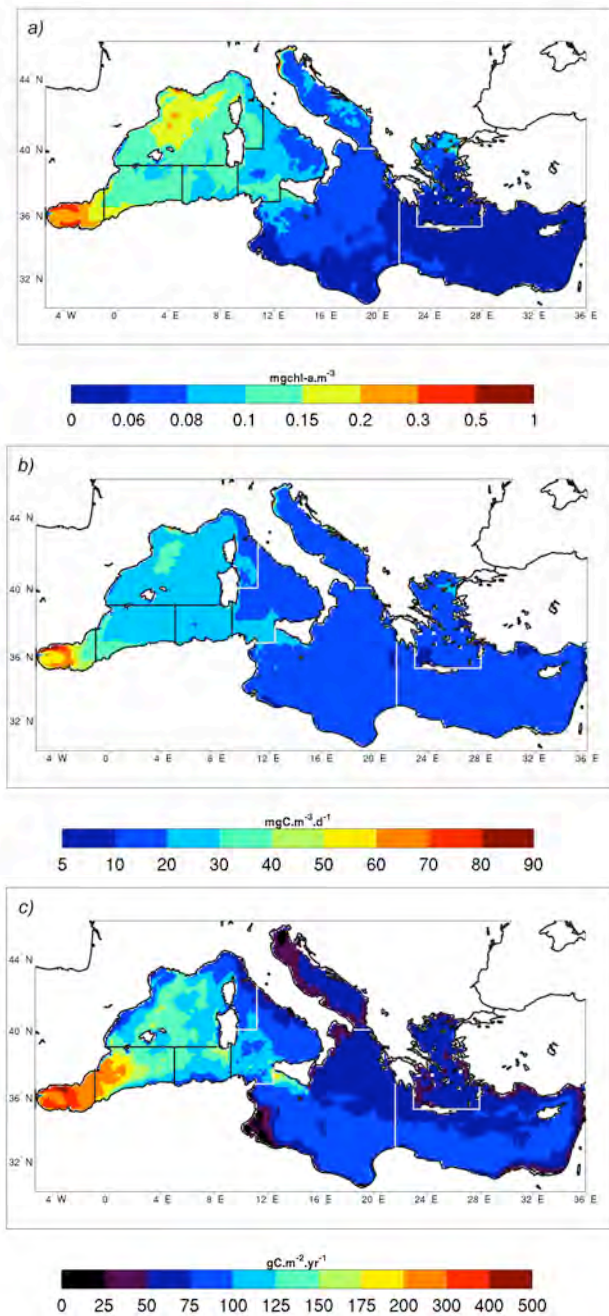 a)
44 N
40 N
36 N
32 N
4 W 0 4 E 8 E 12 E 16 E 20 E 24 E 28 E 32 E 36 E
mgchl-a.m⁻³
0 0.06 0.08 0.1 0.15 0.2 0.3 0.5 1
b)
44 N
40 N
36 N
32 N
4 W 0 4 E 8 E 12 E 16 E 20 E 24 E 28 E 32 E 36 E
mgC.m⁻³.d⁻¹
5 10 20 30 40 50 60 70 80 90
c)
44 N
40 N
36 N
32 N
4 W 0 4 E 8 E 12 E 16 E 20 E 24 E 28 E 32 E 36 E
gC.m⁻².yr⁻¹
0 25 50 75 100 125 150 175 200 300 400 500